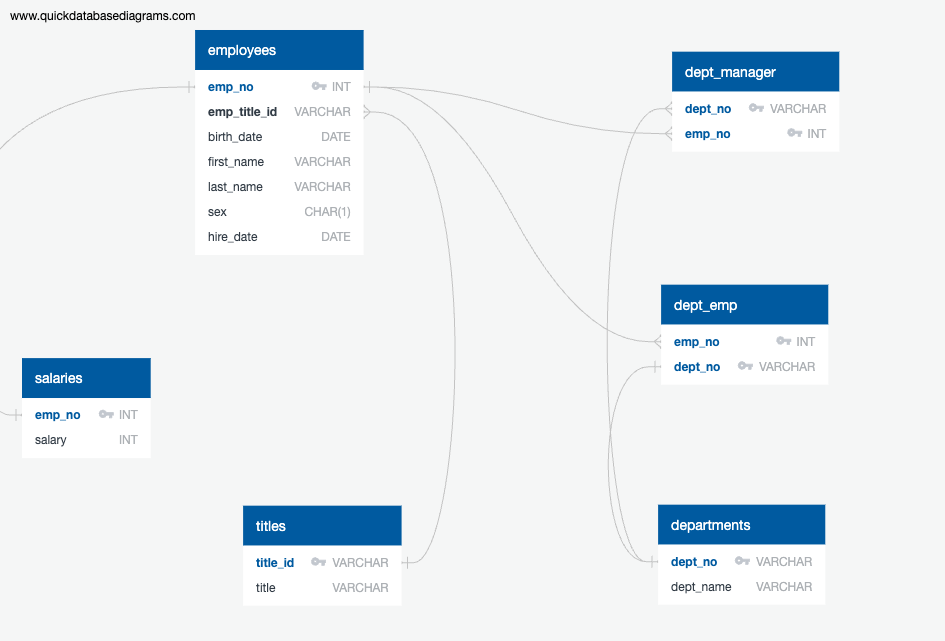 www.quickdatabasediagrams.com
employees
emp_no INT
emp_title_id VARCHAR
birth_date DATE
first_name VARCHAR
last_name VARCHAR
sex CHAR(1)
hire_date DATE
dept_manager
dept_no VARCHAR
emp_no INT
dept_emp
emp_no INT
dept_no VARCHAR
salaries
emp_no INT
salary INT
titles
title_id VARCHAR
title VARCHAR
departments
dept_no VARCHAR
dept_name VARCHAR